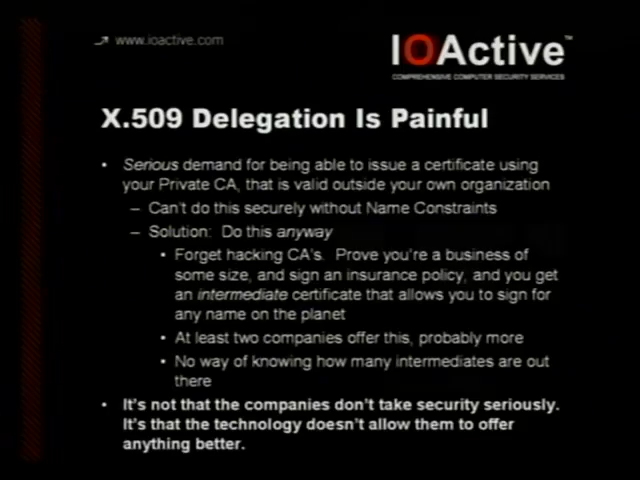 www.ioactive.com
IOActive™
COMPREHENSIVE COMPUTER SECURITY SERVICES
X.509 Delegation Is Painful
• Serious demand for being able to issue a certificate using
your Private CA, that is valid outside your own organization
– Can't do this securely without Name Constraints
– Solution: Do this anyway
• Forget hacking CA's. Prove you're a business of
some size, and sign an insurance policy, and you get
an intermediate certificate that allows you to sign for
any name on the planet
• At least two companies offer this, probably more
• No way of knowing how many intermediates are out
there
• It's not that the companies don't take security seriously.
It's that the technology doesn't allow them to offer
anything better.